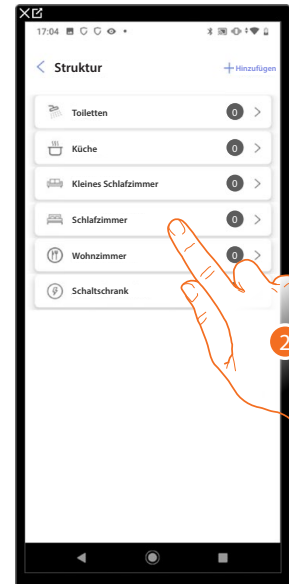 17:04
Struktur
Hinzufügen
Toiletten 0
Küche 0
Kleines Schlafzimmer 0
Schlafzimmer 0
Wohnzimmer 0
Schaltschrank
2